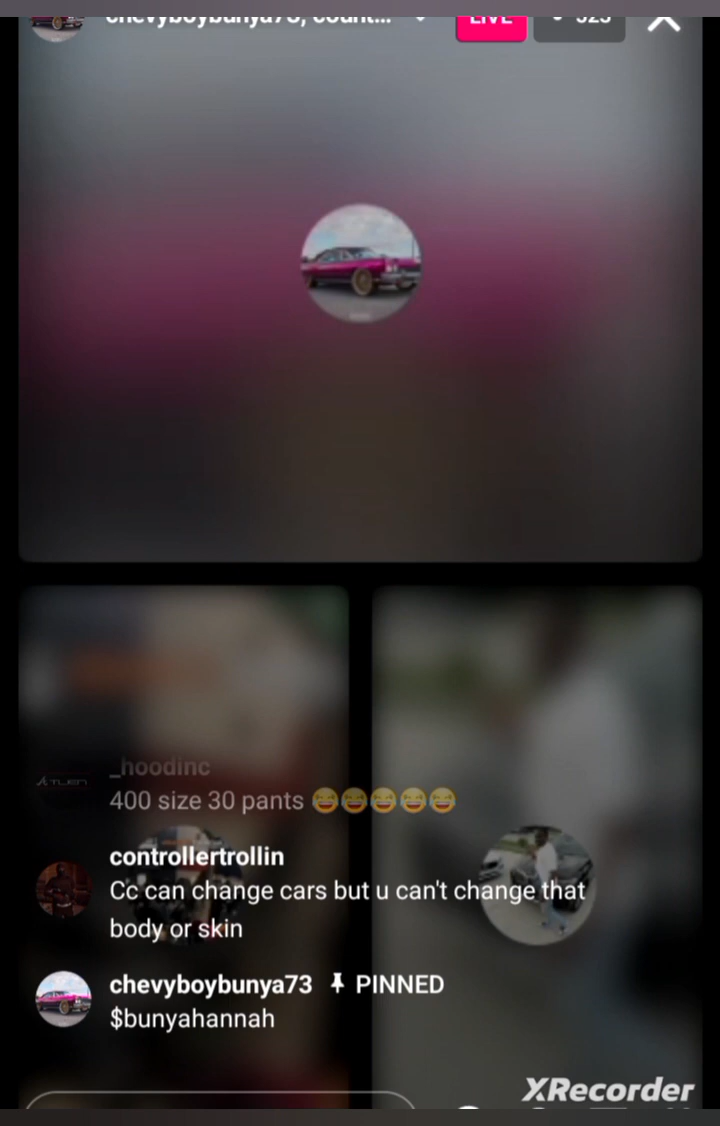 chevyboybunya73, count...
LIVE
523
_hoodinc
400 size 30 pants 😂😂😂😂😂
controllertrollin
Cc can change cars but u can't change that
body or skin
chevyboybunya73 PINNED
$bunyahannah
XRecorder